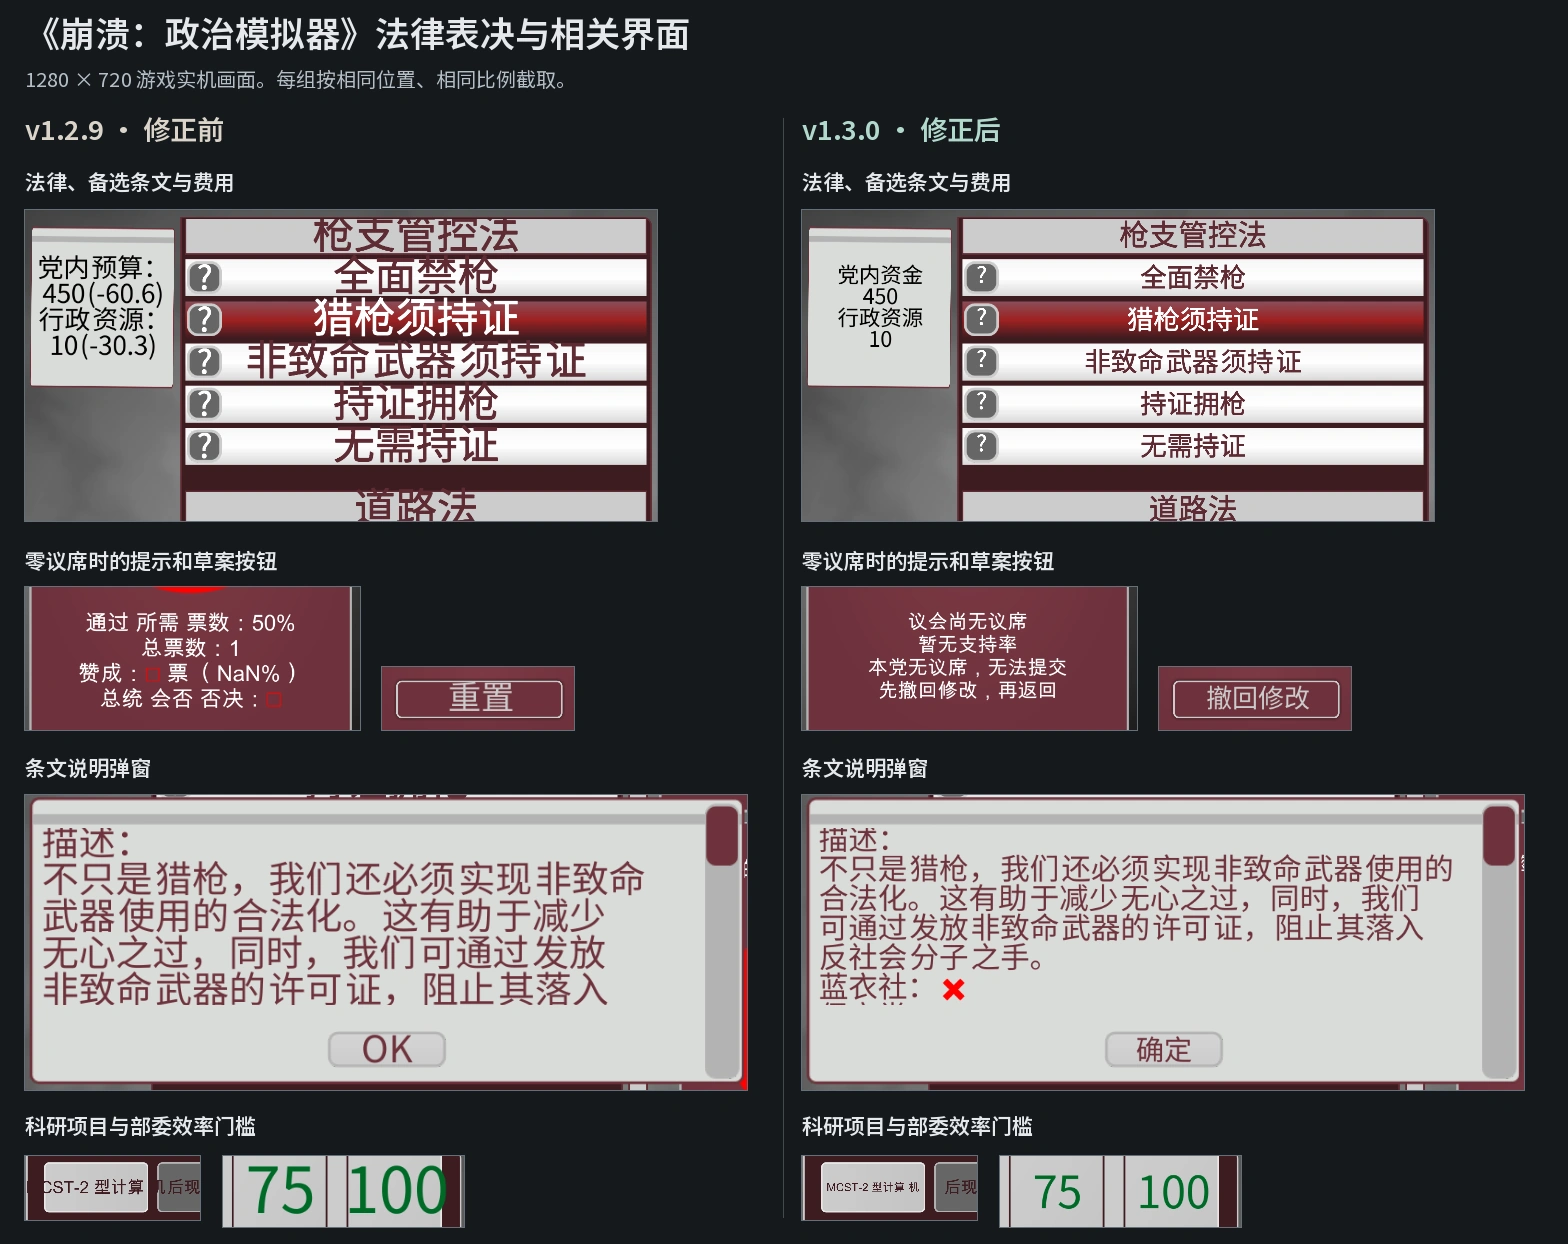 《崩溃：政治模拟器》法律表决与相关界面
1280 × 720 游戏实机画面。每组按相同位置、相同比例截取。
v1.2.9 · 修正前
法律、备选条文与费用
党内预算：
450(-60.6)
行政资源：
10(-30.3)
枪支管控法
? 全面禁枪
? 猎枪须持证
? 非致命武器须持证
? 持证拥枪
? 无需持证
道路法
零议席时的提示和草案按钮
通过 所需 票数：50%
总票数：1
赞成：□ 票（NaN%）
总统 会否 否决：□
重置
条文说明弹窗
描述：
不只是猎枪，我们还必须实现非致命
武器使用的合法化。这有助于减少
无心之过，同时，我们可通过发放
非致命武器的许可证，阻止其落入
OK
科研项目与部委效率门槛
CST-2 型计算
机后现
75 100
v1.3.0 · 修正后
法律、备选条文与费用
党内资金
450
行政资源
10
枪支管控法
? 全面禁枪
? 猎枪须持证
? 非致命武器须持证
? 持证拥枪
? 无需持证
道路法
零议席时的提示和草案按钮
议会尚无议席
暂无支持率
本党无议席，无法提交
先撤回修改，再返回
撤回修改
条文说明弹窗
描述：
不只是猎枪，我们还必须实现非致命武器使用的
合法化。这有助于减少无心之过，同时，我们
可通过发放非致命武器的许可证，阻止其落入
反社会分子之手。
蓝衣社：
确定
科研项目与部委效率门槛
MCST-2 型计算 机
后现
75 100